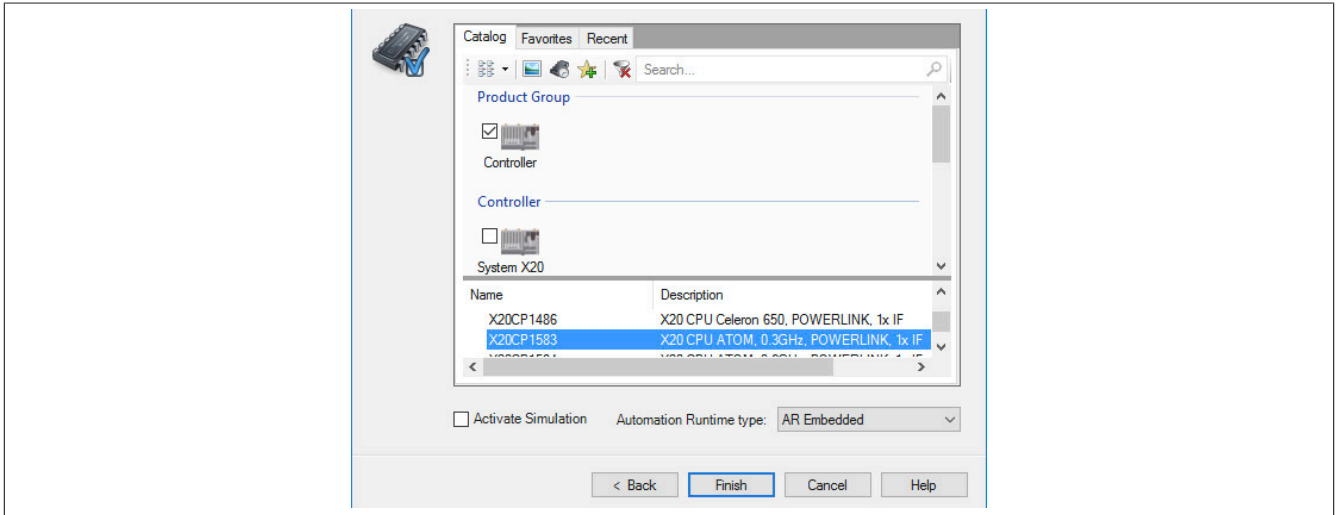 Catalog Favorites Recent
Search...
Product Group
Controller
Controller
System X20
Name Description
X20CP1486 X20 CPU Celeron 650, POWERLINK, 1x IF
X20CP1583 X20 CPU ATOM, 0.3GHz, POWERLINK, 1x IF
Activate Simulation Automation Runtime type: AR Embedded
< Back Finish Cancel Help